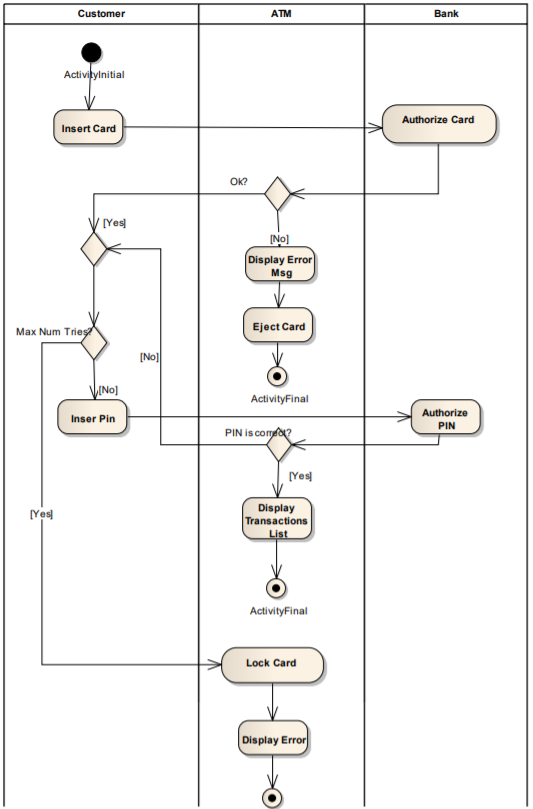 Customer
ATM
Bank
ActivityInitial
Insert Card
Authorize Card
Ok?
[Yes]
[No]
Display Error
Msg
Max Num Tries?
Eject Card
[No]
ActivityFinal
[No]
Inser Pin
Authorize
PIN
PIN is correct?
[Yes]
Display
Transactions
List
[Yes]
ActivityFinal
Lock Card
Display Error